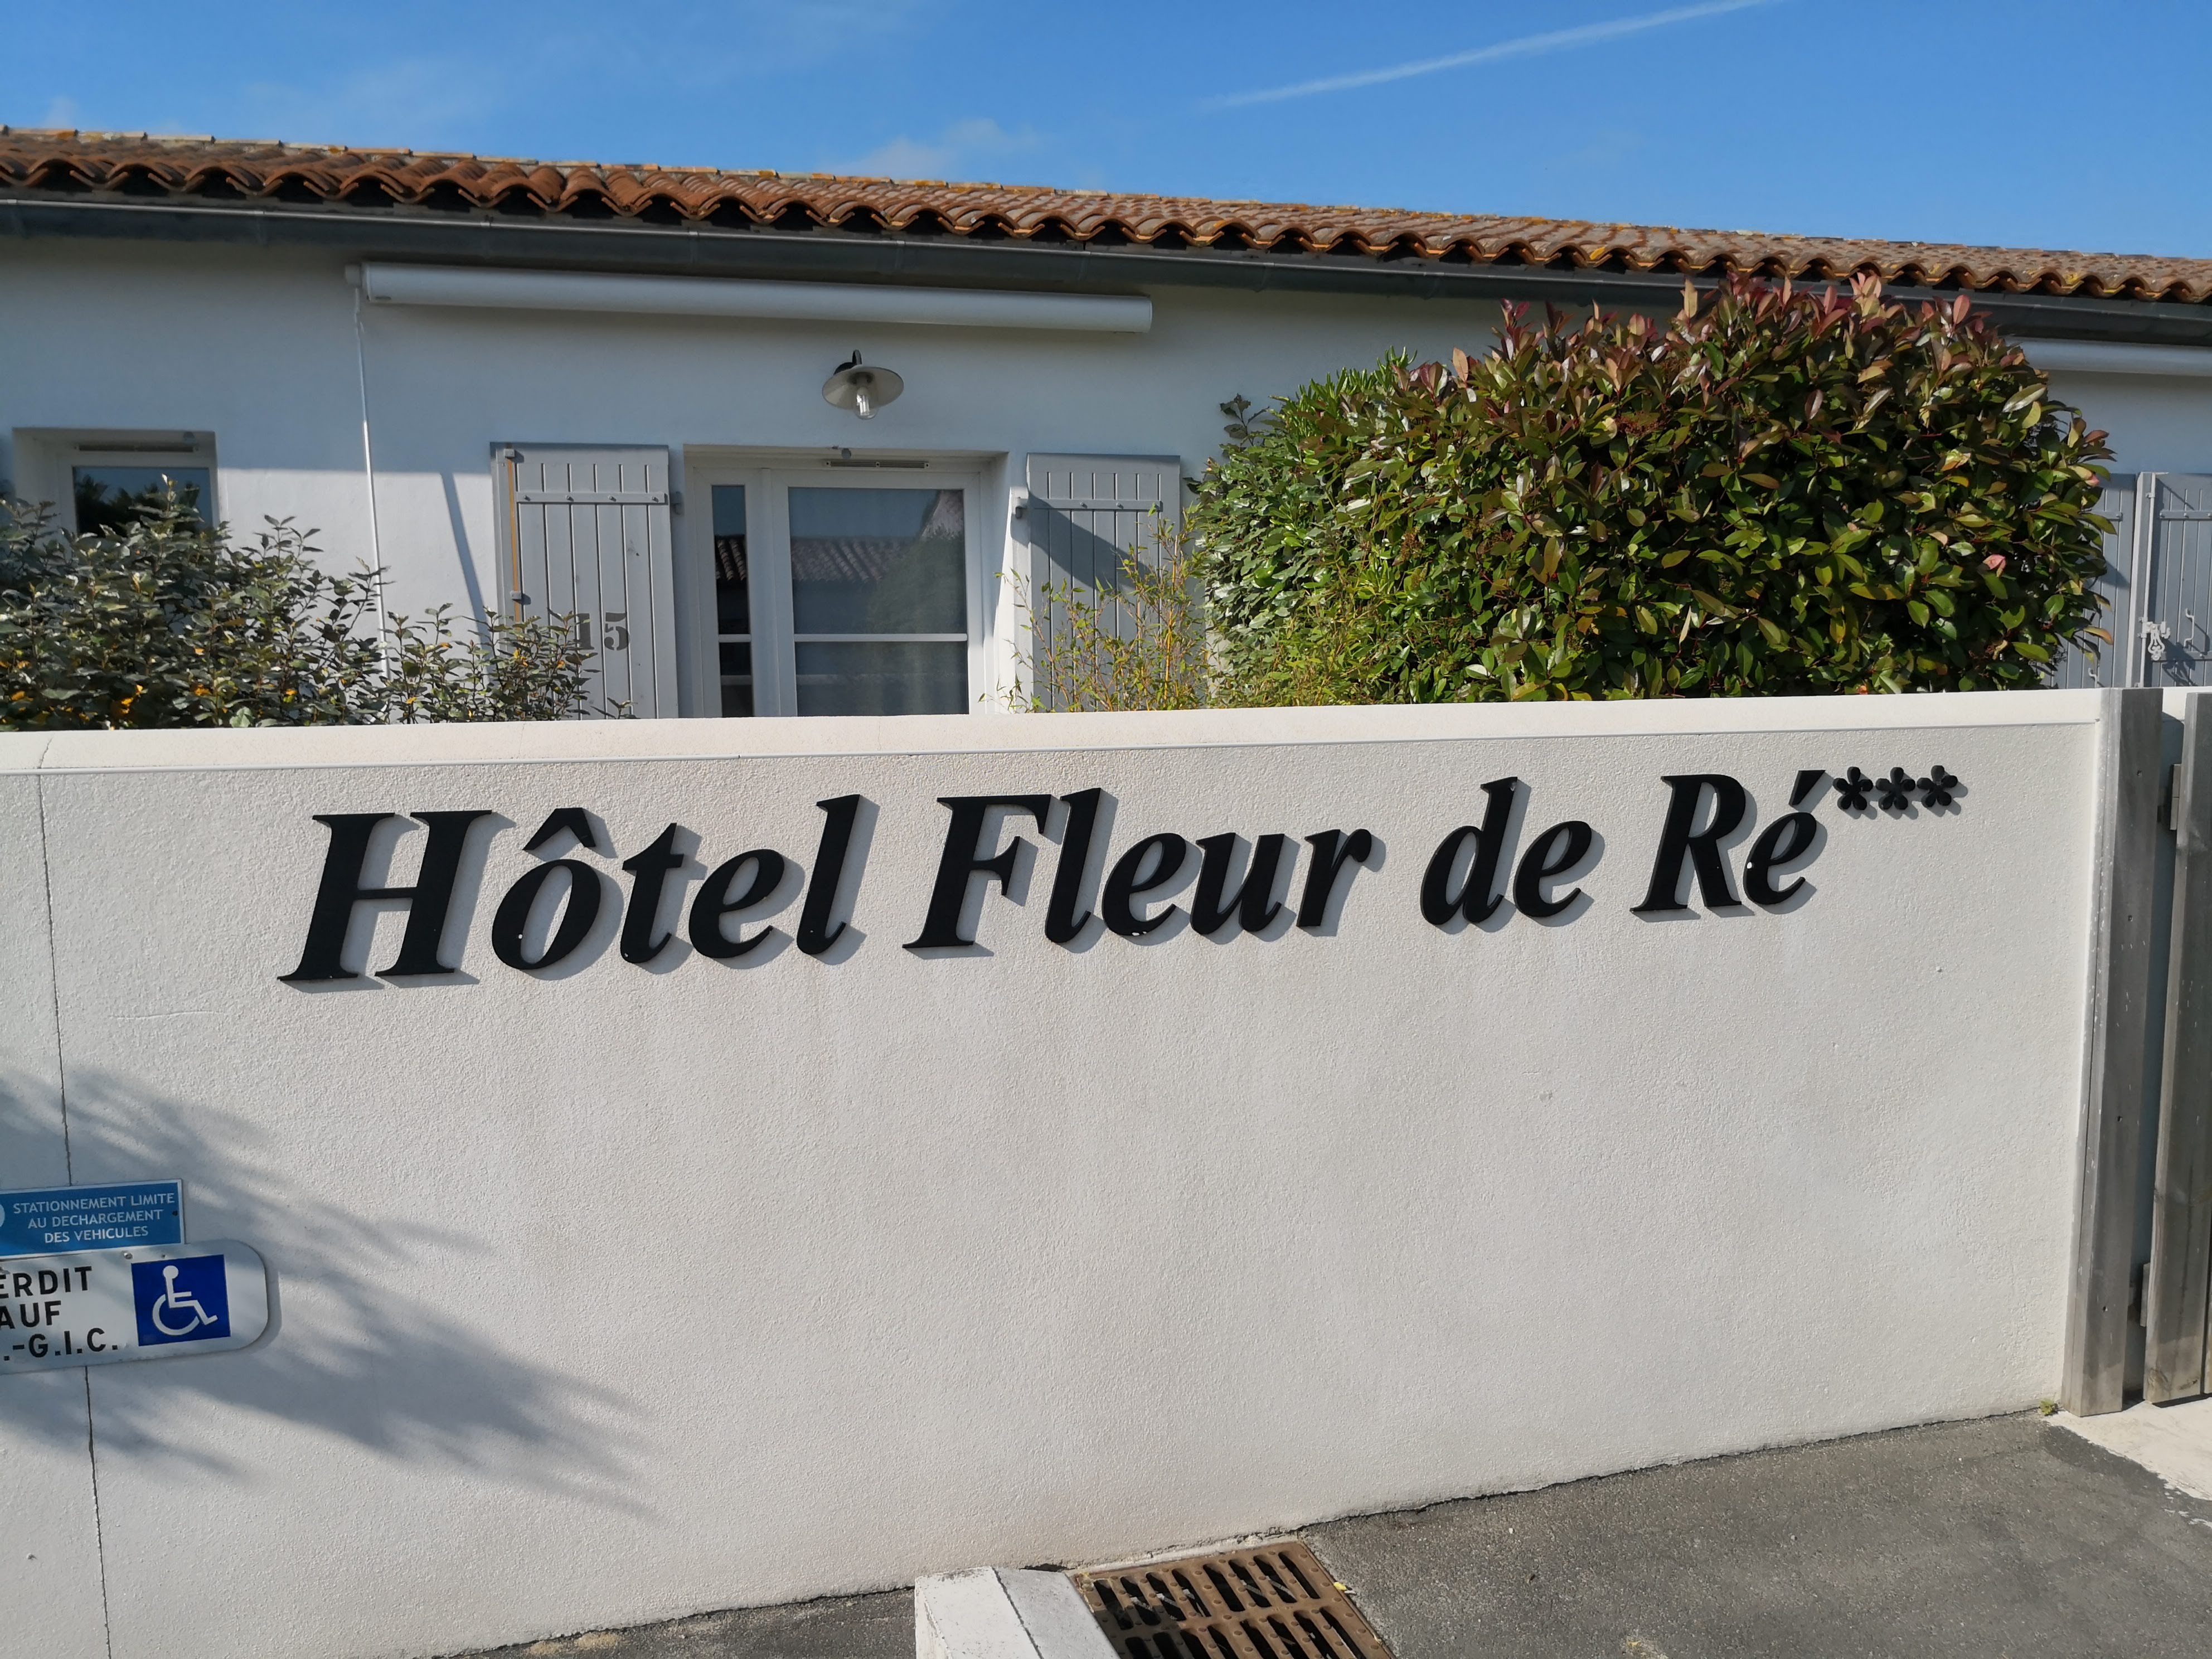 15
Hôtel Fleur de Ré***
STATIONNEMENT LIMITE
AU DECHARGEMENT
DES VEHICULES
ERDIT
AUF
.-G.I.C.